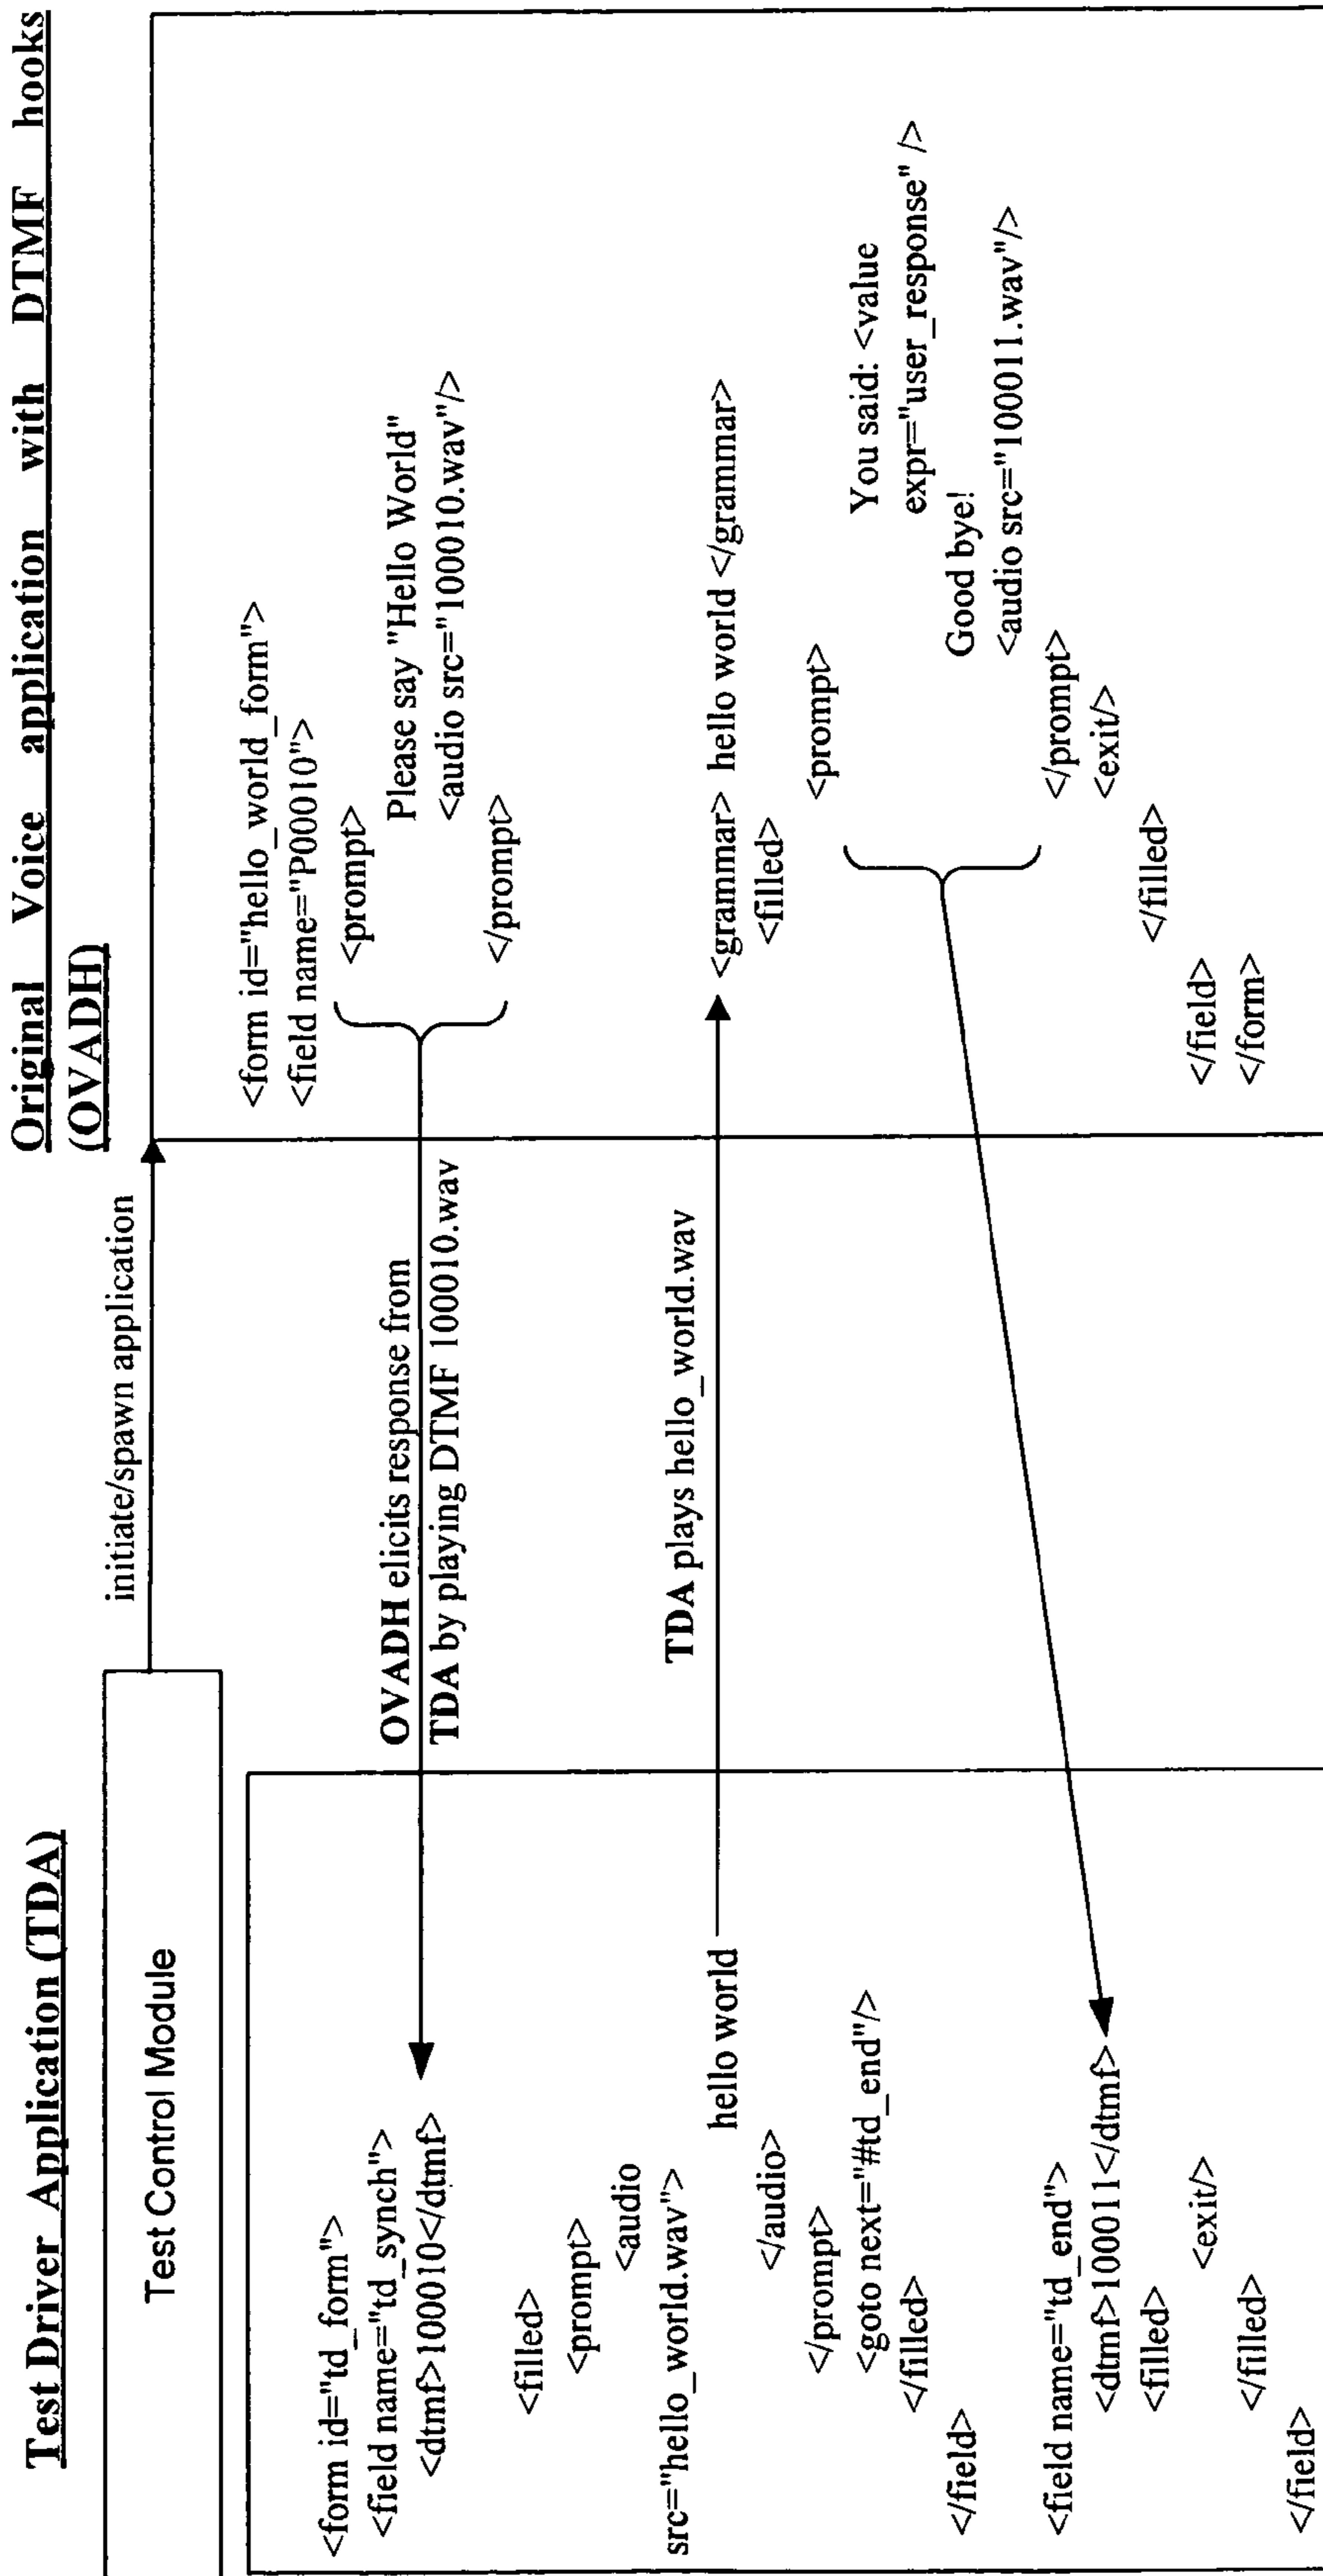 Test Driver Application (TDA)
Test Control Module
<form id="td_form">
<field name="td_synch">
<dtmf>100010</dtmf>
<filled>
<prompt>
<audio
src="hello_world.wav">
hello world
</audio>
</prompt>
<goto next="#td_end"/>
</filled>
</field>
<field name="td_end">
<dtmf>100011</dtmf>
<filled>
<exit/>
</filled>
</field>
initiate/spawn application
OVADH elicits response from
TDA by playing DTMF 100010.wav
TDA plays hello_world.wav
Original Voice application with DTMF hooks
(OVADH)
<form id="hello_world_form">
<field name="P00010">
<prompt>
Please say "Hello World"
<audio src="100010.wav"/>
</prompt>
<grammar> hello world </grammar>
<filled>
<prompt>
You said: <value
expr="user_response" />
Good bye!
<audio src="100011.wav"/>
</prompt>
<exit/>
</filled>
</field>
</form>